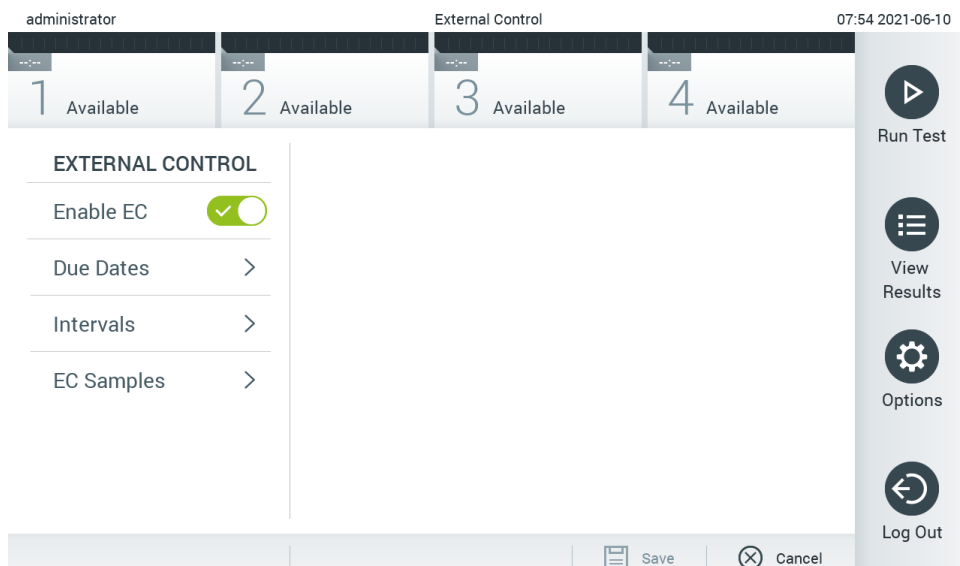 administrator External Control 07:54 2021-06-10
--:-- --:-- --:-- --:--
1 Available 2 Available 3 Available 4 Available
Run Test
EXTERNAL CONTROL
Enable EC
Due Dates
View
Results
Intervals
EC Samples
Options
Log Out
Save Cancel